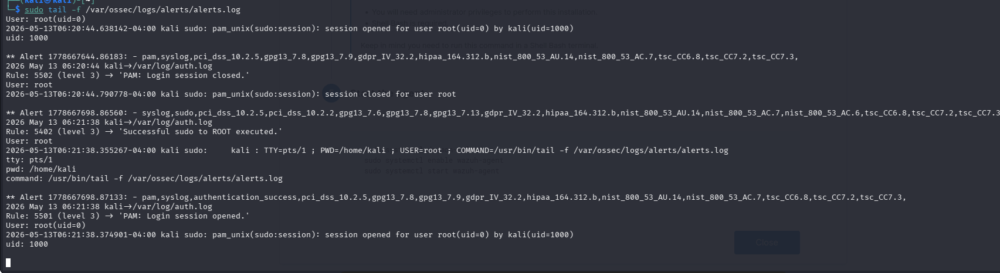 (kali㉿kali)-[~]
$ sudo tail -f /var/ossec/logs/alerts/alerts.log
User: root(uid=0)
2026-05-13T06:20:44.638142-04:00 kali sudo: pam_unix(sudo:session): session opened for user root(uid=0) by kali(uid=1000)
uid: 1000
** Alert 1778667644.86183: - pam,syslog,pci_dss_10.2.5,gpg13_7.8,gpg13_7.9,gdpr_IV_32.2,hipaa_164.312.b,nist_800_53_AU.14,nist_800_53_AC.7,tsc_CC6.8,tsc_CC7.2,tsc_CC7.3,
2026 May 13 06:20:44 kali->/var/log/auth.log
Rule: 5502 (level 3) -> 'PAM: Login session closed.'
User: root
2026-05-13T06:20:44.790778-04:00 kali sudo: pam_unix(sudo:session): session closed for user root
** Alert 1778667698.86560: - syslog,sudo,pci_dss_10.2.5,pci_dss_10.2.2,gpg13_7.6,gpg13_7.8,gpg13_7.13,gdpr_IV_32.2,hipaa_164.312.b,nist_800_53_AU.14,nist_800_53_AC.7,nist_800_53_AC.6,tsc_CC6.8,tsc_CC7.2,tsc_CC7.3
2026 May 13 06:21:38 kali->/var/log/auth.log
Rule: 5402 (level 3) -> 'Successful sudo to ROOT executed.'
User: root
2026-05-13T06:21:38.355267-04:00 kali sudo:     kali : TTY=pts/1 ; PWD=/home/kali ; USER=root ; COMMAND=/usr/bin/tail -f /var/ossec/logs/alerts/alerts.log
tty: pts/1
pwd: /home/kali
command: /usr/bin/tail -f /var/ossec/logs/alerts/alerts.log
** Alert 1778667698.87133: - pam,syslog,authentication_success,pci_dss_10.2.5,gpg13_7.8,gpg13_7.9,gdpr_IV_32.2,hipaa_164.312.b,nist_800_53_AU.14,nist_800_53_AC.7,tsc_CC6.8,tsc_CC7.2,tsc_CC7.3,
2026 May 13 06:21:38 kali->/var/log/auth.log
Rule: 5501 (level 3) -> 'PAM: Login session opened.'
User: root(uid=0)
2026-05-13T06:21:38.374901-04:00 kali sudo: pam_unix(sudo:session): session opened for user root(uid=0) by kali(uid=1000)
uid: 1000
• You will need administrator privileges to perform this installation
• Shell Bash is required
Keep in mind you need to run this command in a Shell Bash terminal.
sudo systemctl enable wazuh-agent
sudo systemctl start wazuh-agent
Close